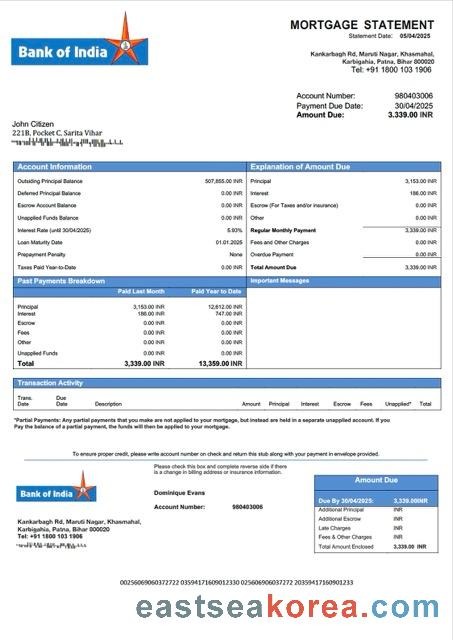 Bank of India
MORTGAGE STATEMENT
Statement Date: 05/04/2025
Kankarbagh Rd, Maruti Nagar, Khasmahal,
Karbigahia, Patna, Bihar 800020
Tel: +91 1800 103 1906
Account Number: 980403006
Payment Due Date: 30/04/2025
Amount Due: 3.339.00 INR
John Citizen
221B, Pocket C, Sarita Vihar
Account Information
Outsiding Principal Balance 507,855.00 INR
Deferred Principal Balance 0.00 INR
Escrow Account Balance 0.00 INR
Unapplied Funds Balance 0.00 INR
Interest Rate (until 30/04/2025) 5.93%
Loan Maturity Date 01.01.2025
Prepayment Penalty None
Taxes Paid Year-to-Date 0.00 INR
Explanation of Amount Due
Principal 3,153.00 INR
Interest 186.00 INR
Escrow (For Taxes and/or insurance) 0.00 INR
Other 0.00 INR
Regular Monthly Payment 3,339.00 INR
Fees and Other Charges 0.00 INR
Overdue Payment 0.00 INR
Total Amount Due 3,339.00 INR
Past Payments Breakdown
Paid Last Month Paid Year to Date
Principal 3,153.00 INR 12,612.00 INR
Interest 186.00 INR 747.00 INR
Escrow 0.00 INR 0.00 INR
Fees 0.00 INR 0.00 INR
Other 0.00 INR 0.00 INR
Unapplied Funds 0.00 INR 0.00 INR
Total 3,339.00 INR 13,359.00 INR
Important Messages
Transaction Activity
Trans. Date Due Date Description Amount Principal Interest Escrow Fees Unapplied* Total
*Partial Payments: Any partial payments that you make are not applied to your mortgage, but instead are held in a separate unapplied account. If you
Pay the balance of a partial payment, the funds will then be applied to your mortgage.
To ensure proper credit, please write account number on check and return this stub along with your payment in envelope provided.
Bank of India
Kankarbagh Rd, Maruti Nagar, Khasmahal,
Karbigahia, Patna, Bihar 800020
Tel: +91 1800 103 1906
Please check this box and complete reverse side if there
is a change in billing address or insurance information.
Dominique Evans
Account Number: 980403006
Amount Due
Due By 30/04/2025: 3,339.00INR
Additional Principal INR
Additional Escrow INR
Late Charges INR
Fees & Other Charges INR
Total Amount Enclosed 3,339.00 INR
00256069060372722 03594171609012330 02560690603727​2 20359417160901233
eastseakorea.com